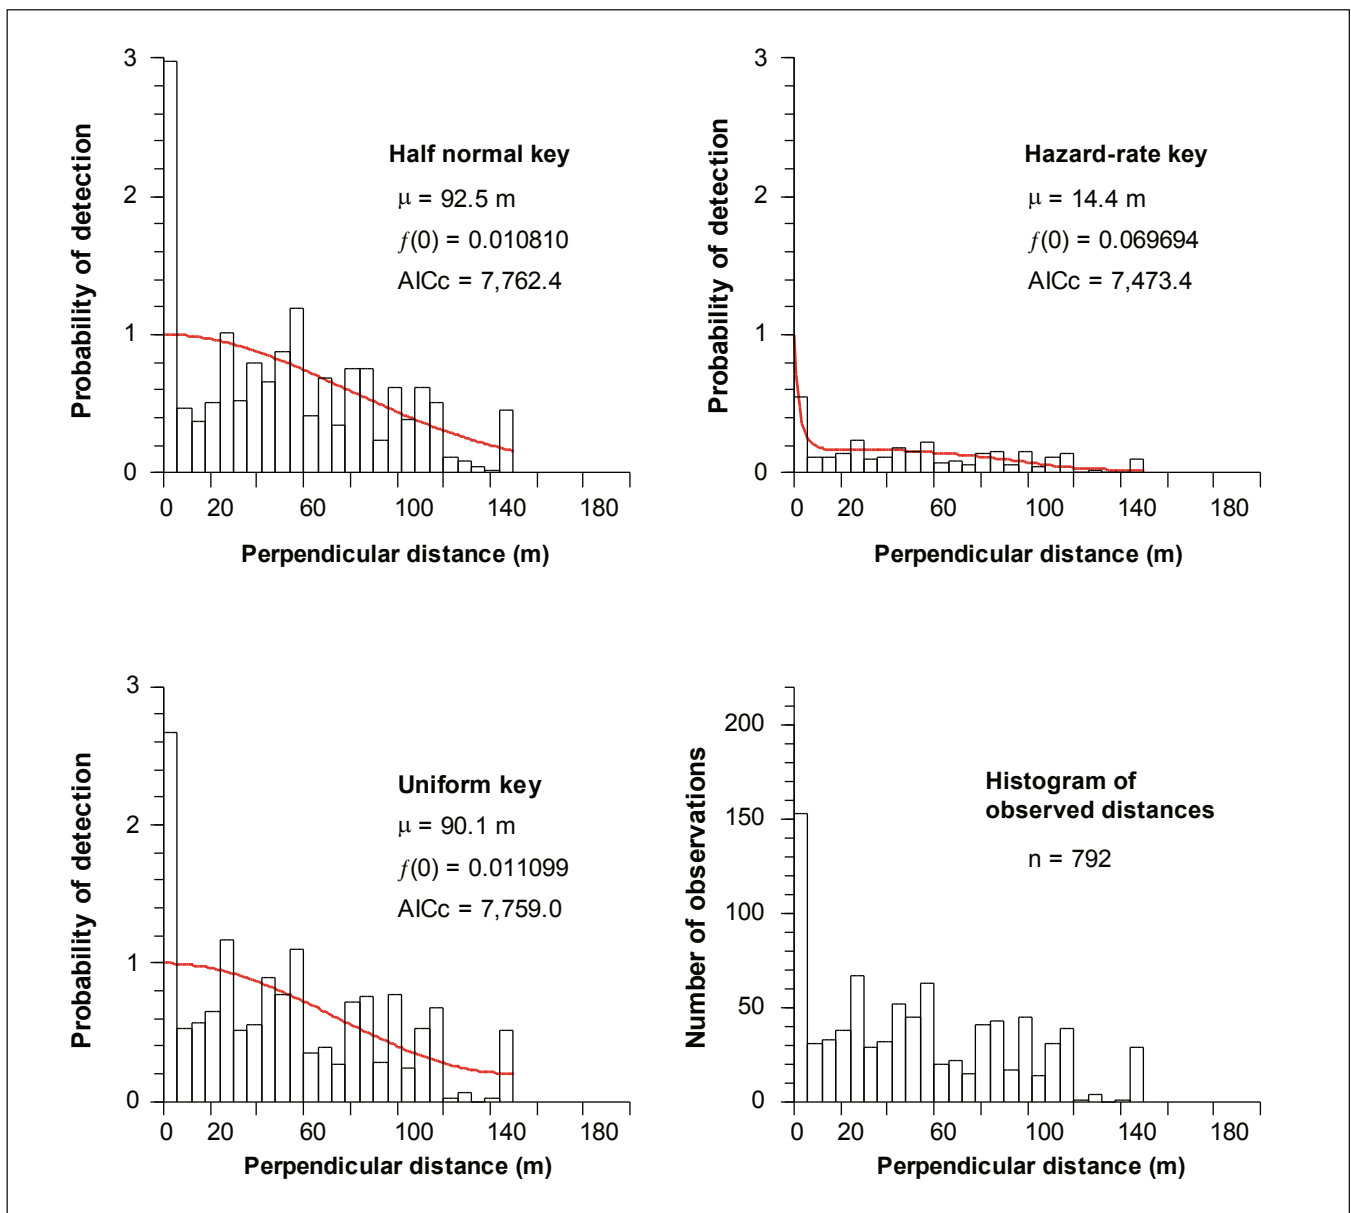 3
2
1
0
Probability of detection
Half normal key
μ = 92.5 m
f(0) = 0.010810
AICc = 7,762.4
0 20 60 100 140 180
Perpendicular distance (m)
3
2
1
0
Probability of detection
Hazard-rate key
μ = 14.4 m
f(0) = 0.069694
AICc = 7,473.4
0 20 60 100 140 180
Perpendicular distance (m)
3
2
1
0
Probability of detection
Uniform key
μ = 90.1 m
f(0) = 0.011099
AICc = 7,759.0
0 20 60 100 140 180
Perpendicular distance (m)
200
150
100
50
0
Number of observations
Histogram of
observed distances
n = 792
0 20 60 100 140 180
Perpendicular distance (m)